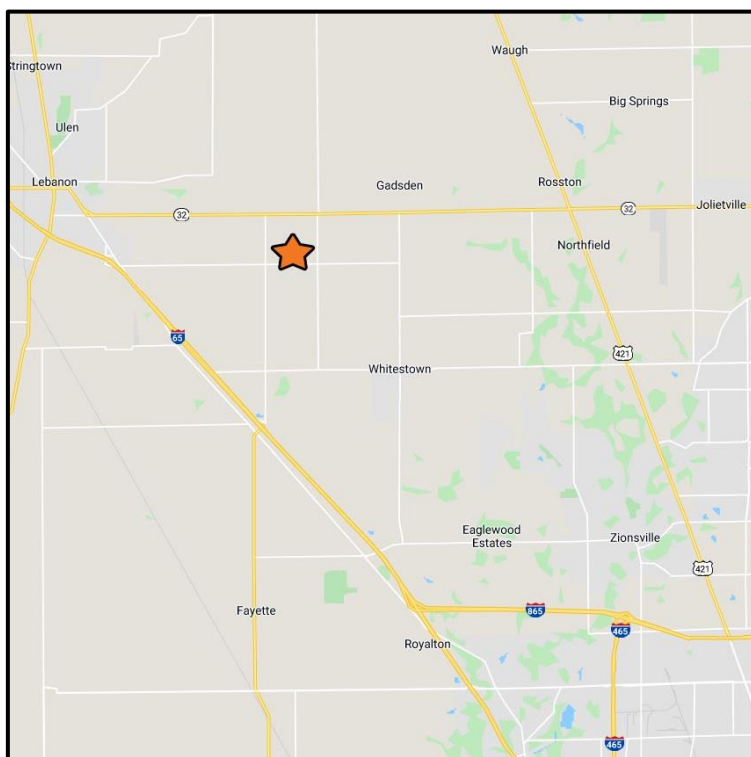 Waugh
Stringtown
Big Springs
Ulen
Lebanon
Gadsden
Rosston
32
32
Jolietville
Northfield
65
421
Whitestown
Eaglewood
Estates
Zionsville
421
Fayette
865
465
Royalton
465